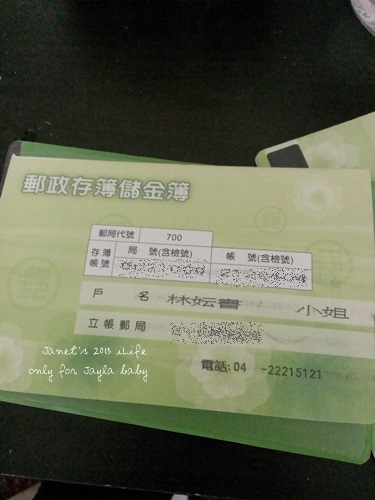 郵政存簿儲金簿
郵局代號 700
存簿帳號 局 號(含檢號) 帳 號(含檢號)
戶 名 林妘書 小姐
立帳郵局
電話:04 -22215121
Janet's 2013 iLife
only for Jayla baby